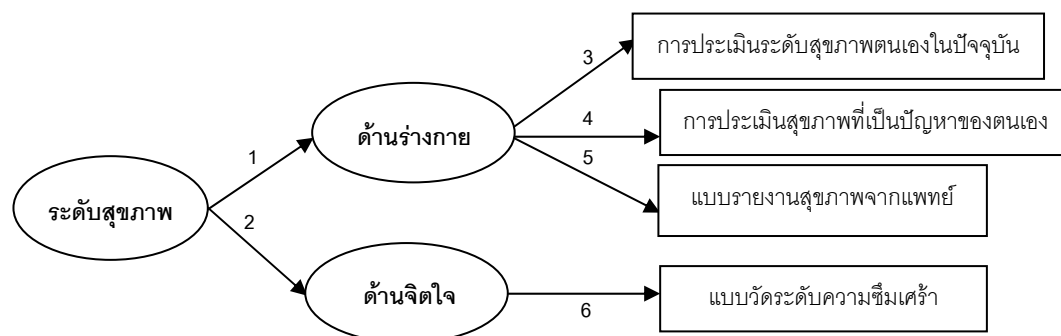 การประเมินระดับสุขภาพตนเองในปัจจุบัน
3
ด้านร่างกาย
4
การประเมินสุขภาพที่เป็นปัญหาของตนเอง
1
5
ระดับสุขภาพ
แบบรายงานสุขภาพจากแพทย์
2
ด้านจิตใจ
6
แบบวัดระดับความซึมเศร้า